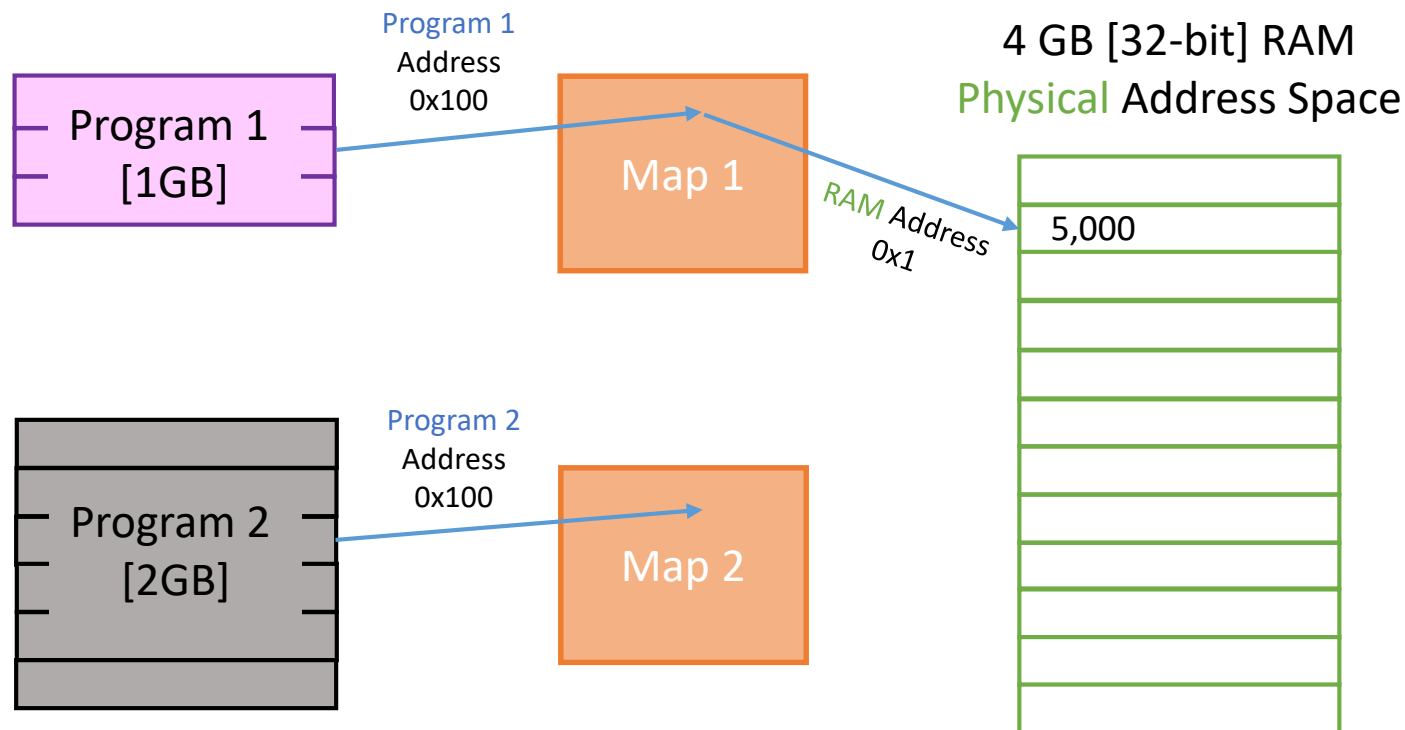 Program 1
Address
0x100
4 GB [32-bit] RAM
Physical Address Space
Program 1
[1GB]
Map 1
RAM Address
0x1
5,000
Program 2
Address
0x100
Program 2
[2GB]
Map 2